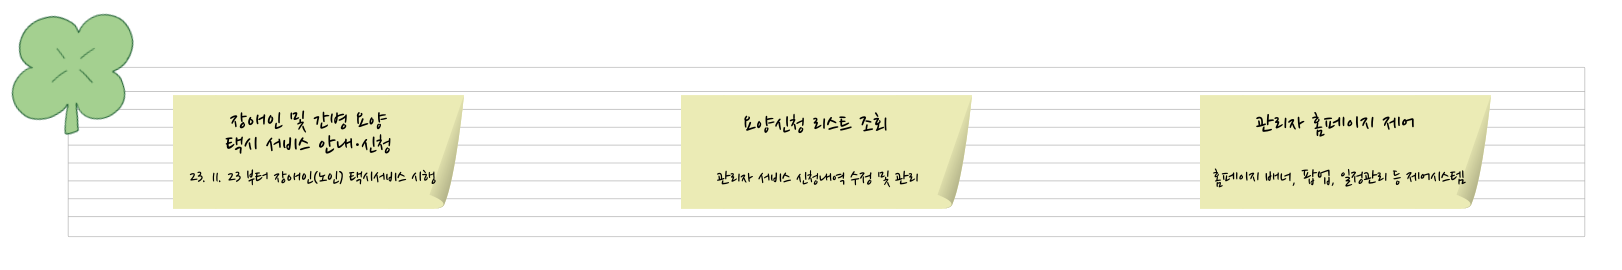 장애인 및 간병 요양
택시 서비스 안내·신청
23. 11. 23 부터 장애인(노인) 택시서비스 시행
요양신청 리스트 조회
관리자 서비스 신청내역 수정 및 관리
관리자 홈페이지 제어
홈페이지 배너, 팝업, 일정관리 등 제어시스템